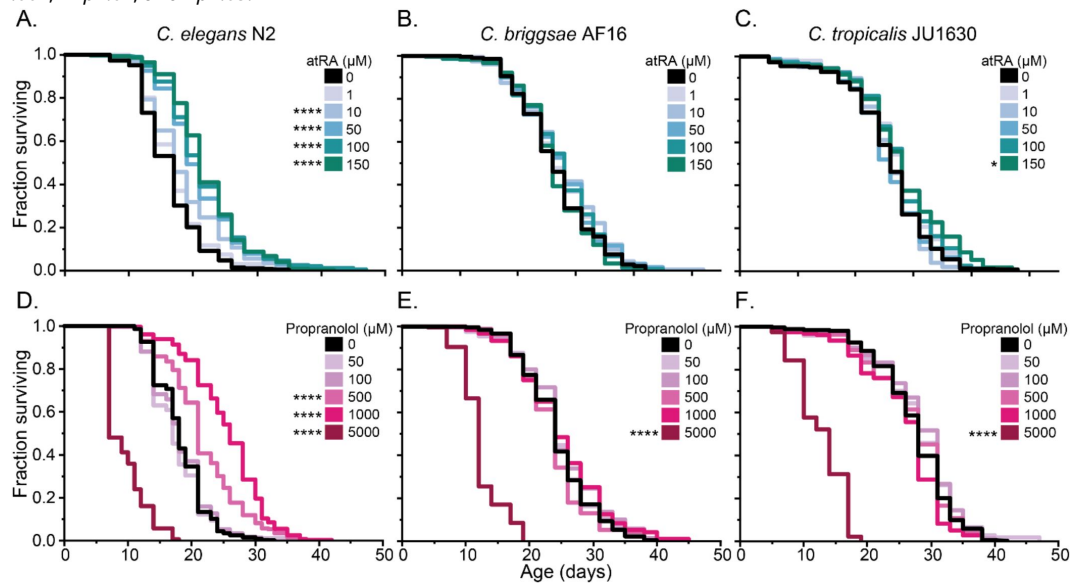 A.
B.
C.
C. elegans N2
C. briggsae AF16
C. tropicalis JU1630
Fraction surviving
1.0
0.8
0.6
0.4
0.2
0.0
atRA (μM)
0
1
**** 10
**** 50
**** 100
**** 150
atRA (μM)
0
1
10
50
100
150
atRA (μM)
0
1
10
50
100
* 150
D.
E.
F.
Fraction surviving
1.0
0.8
0.6
0.4
0.2
0.0
Propranolol (μM)
0
50
100
**** 500
**** 1000
**** 5000
Propranolol (μM)
0
50
100
500
1000
**** 5000
Propranolol (μM)
0
50
100
500
1000
**** 5000
0 10 20 30 40 50
0 10 20 30 40 50
0 10 20 30 40 50
Age (days)